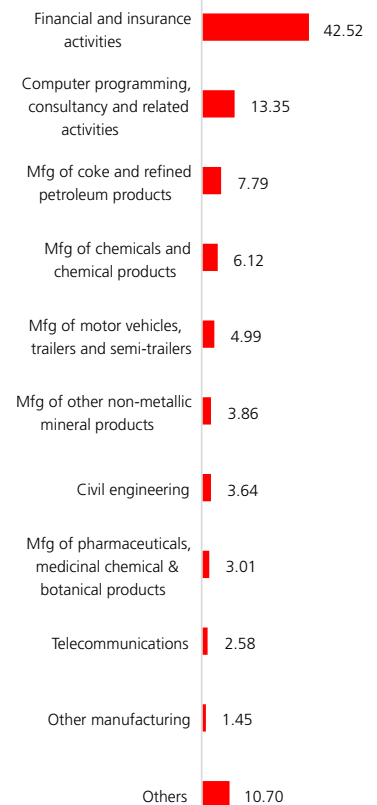 Financial and insurance
activities
42.52
Computer programming,
consultancy and related
activities
13.35
Mfg of coke and refined
petroleum products
7.79
Mfg of chemicals and
chemical products
6.12
Mfg of motor vehicles,
trailers and semi-trailers
4.99
Mfg of other non-metallic
mineral products
3.86
Civil engineering
3.64
Mfg of pharmaceuticals,
medicinal chemical &
botanical products
3.01
Telecommunications
2.58
Other manufacturing
1.45
Others
10.70